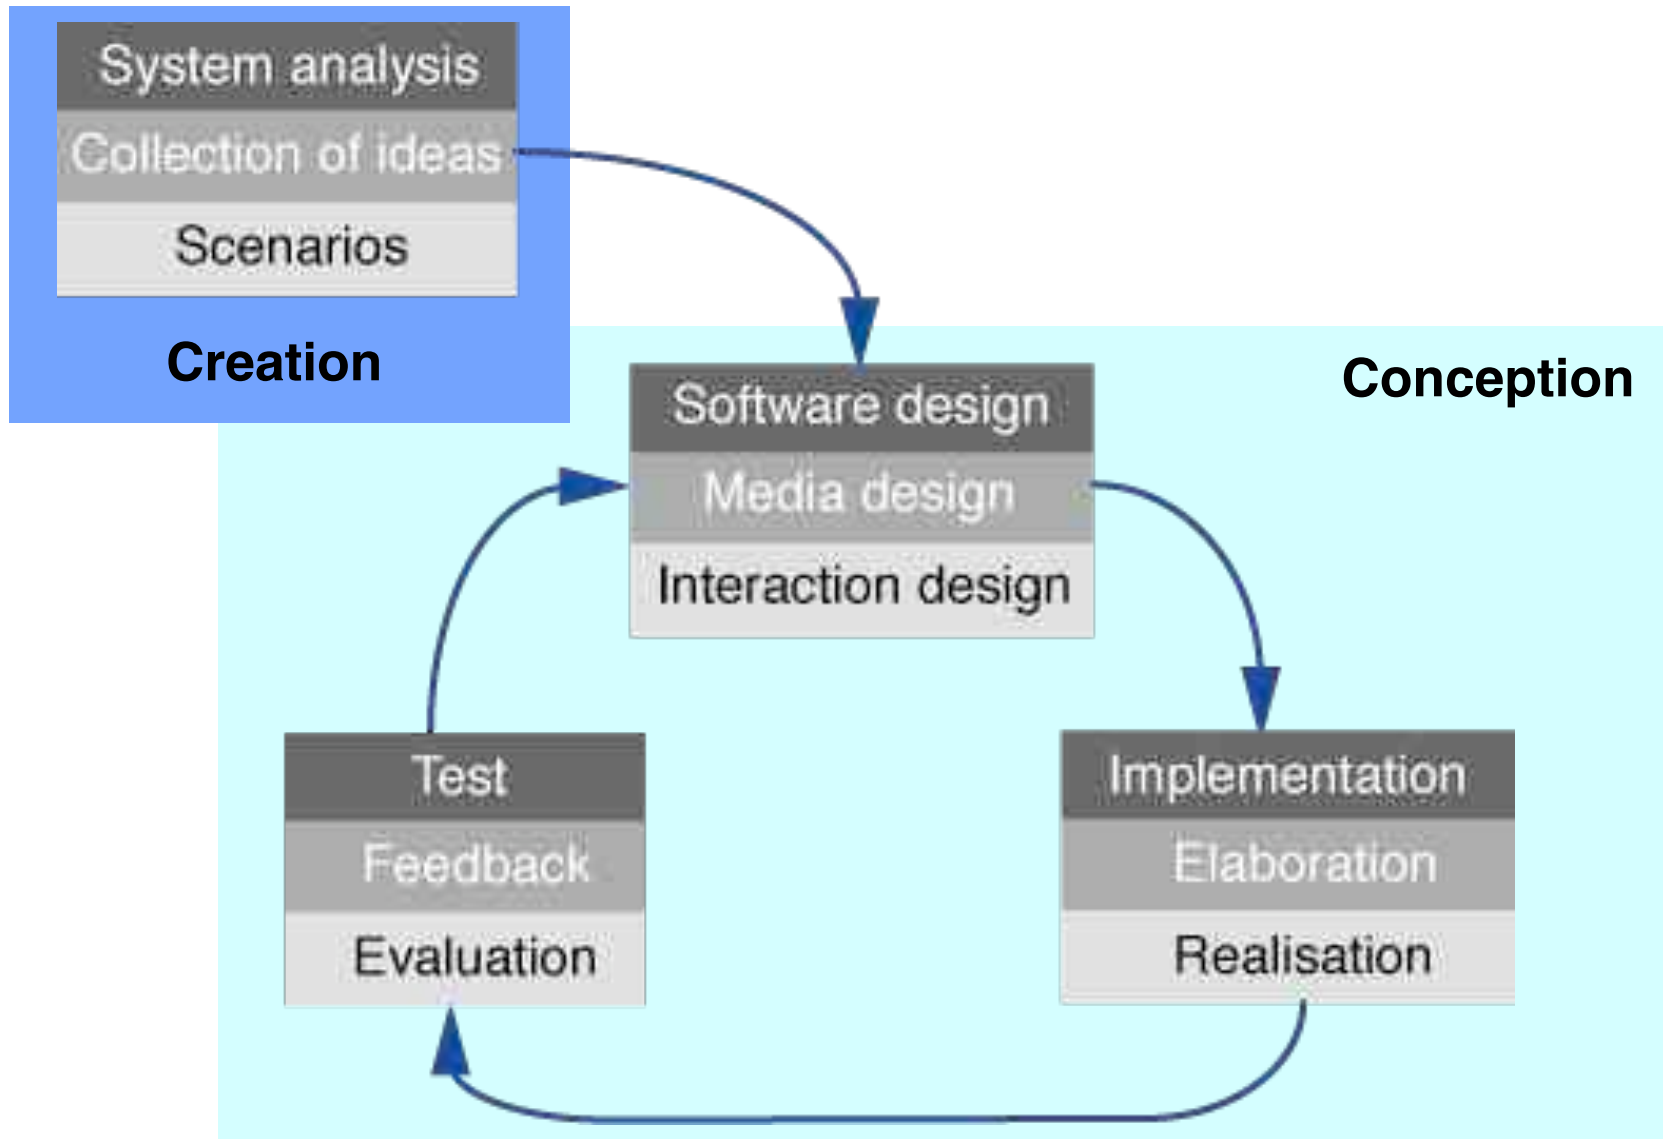 System analysis
Collection of ideas
Scenarios
Creation
Conception
Software design
Media design
Interaction design
Test
Feedback
Evaluation
Implementation
Elaboration
Realisation